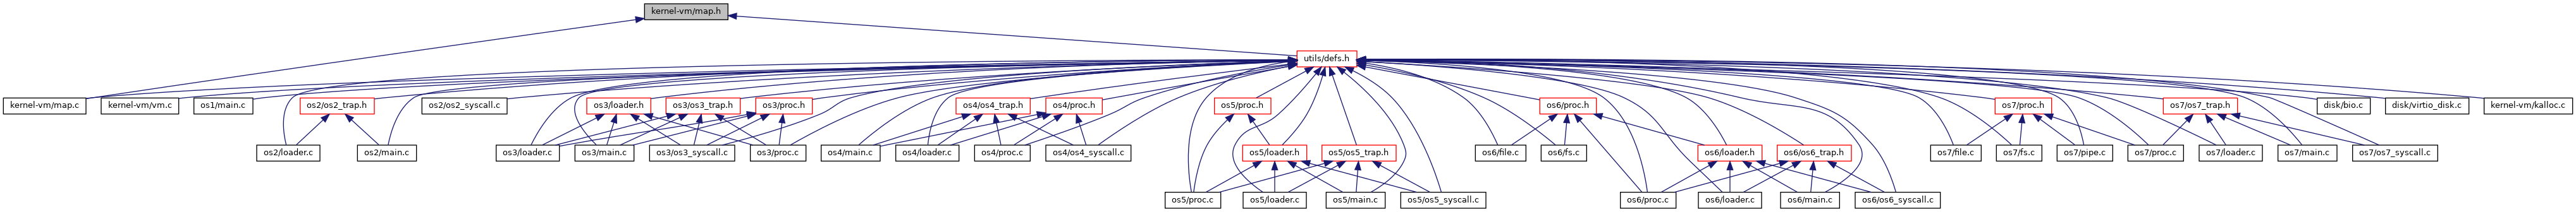 kernel-vm/map.h
utils/defs.h
kernel-vm/map.c
kernel-vm/vm.c
os1/main.c
os2/os2_trap.h
os2/os2_syscall.c
os3/loader.h
os3/os3_trap.h
os3/proc.h
os4/os4_trap.h
os4/proc.h
os5/proc.h
os6/proc.h
os7/proc.h
os7/os7_trap.h
disk/bio.c
disk/virtio_disk.c
kernel-vm/kalloc.c
os2/loader.c
os2/main.c
os3/loader.c
os3/main.c
os3/os3_syscall.c
os3/proc.c
os4/main.c
os4/loader.c
os4/proc.c
os4/os4_syscall.c
os5/loader.h
os5/os5_trap.h
os6/file.c
os6/fs.c
os6/loader.h
os6/os6_trap.h
os7/file.c
os7/fs.c
os7/pipe.c
os7/proc.c
os7/loader.c
os7/main.c
os7/os7_syscall.c
os5/proc.c
os5/loader.c
os5/main.c
os5/os5_syscall.c
os6/proc.c
os6/loader.c
os6/main.c
os6/os6_syscall.c